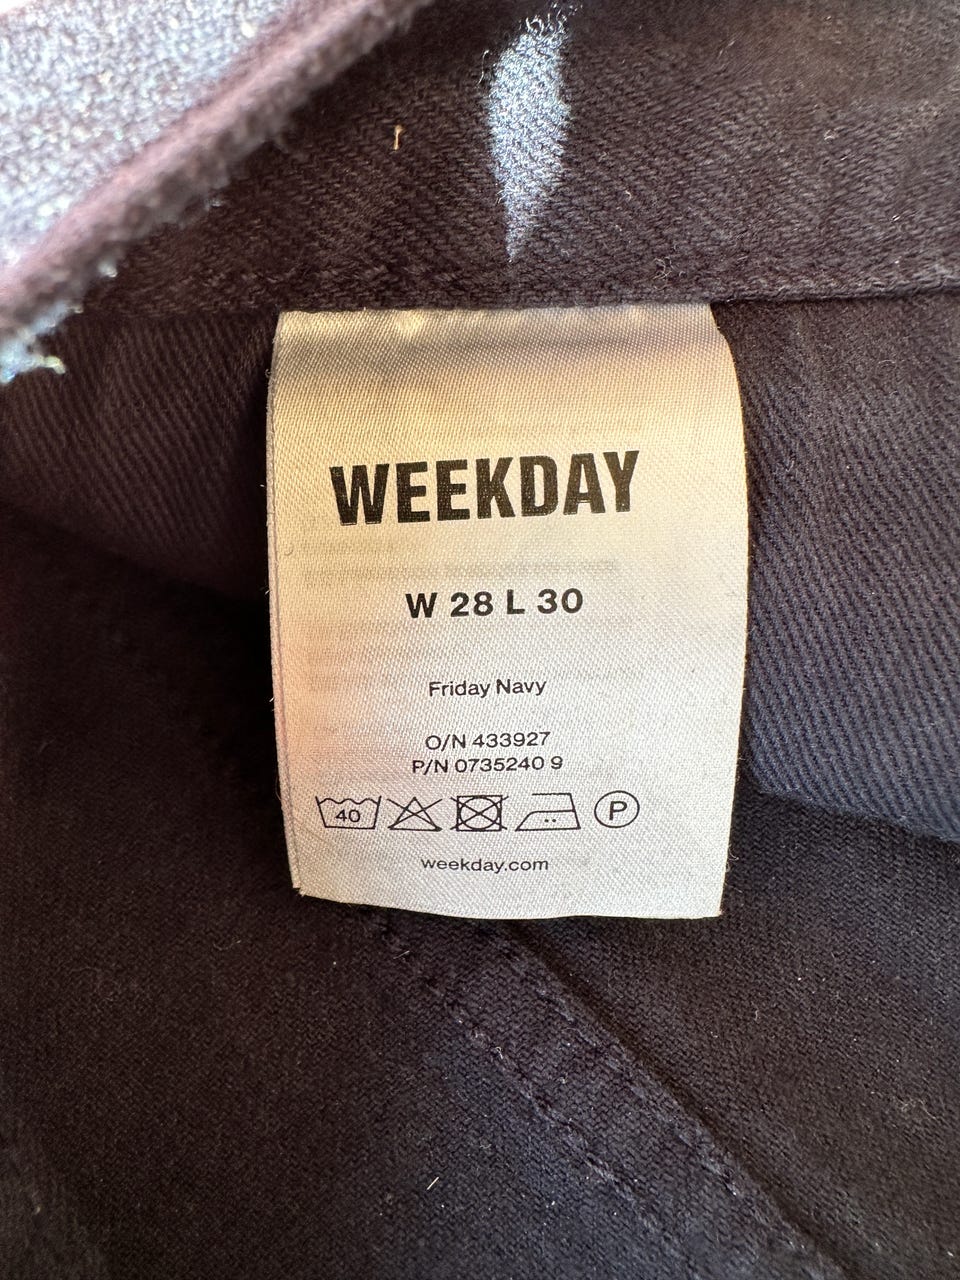 WEEKDAY
W 28 L 30
Friday Navy
O/N 433927
P/N 0735240 9
40 P
weekday.com